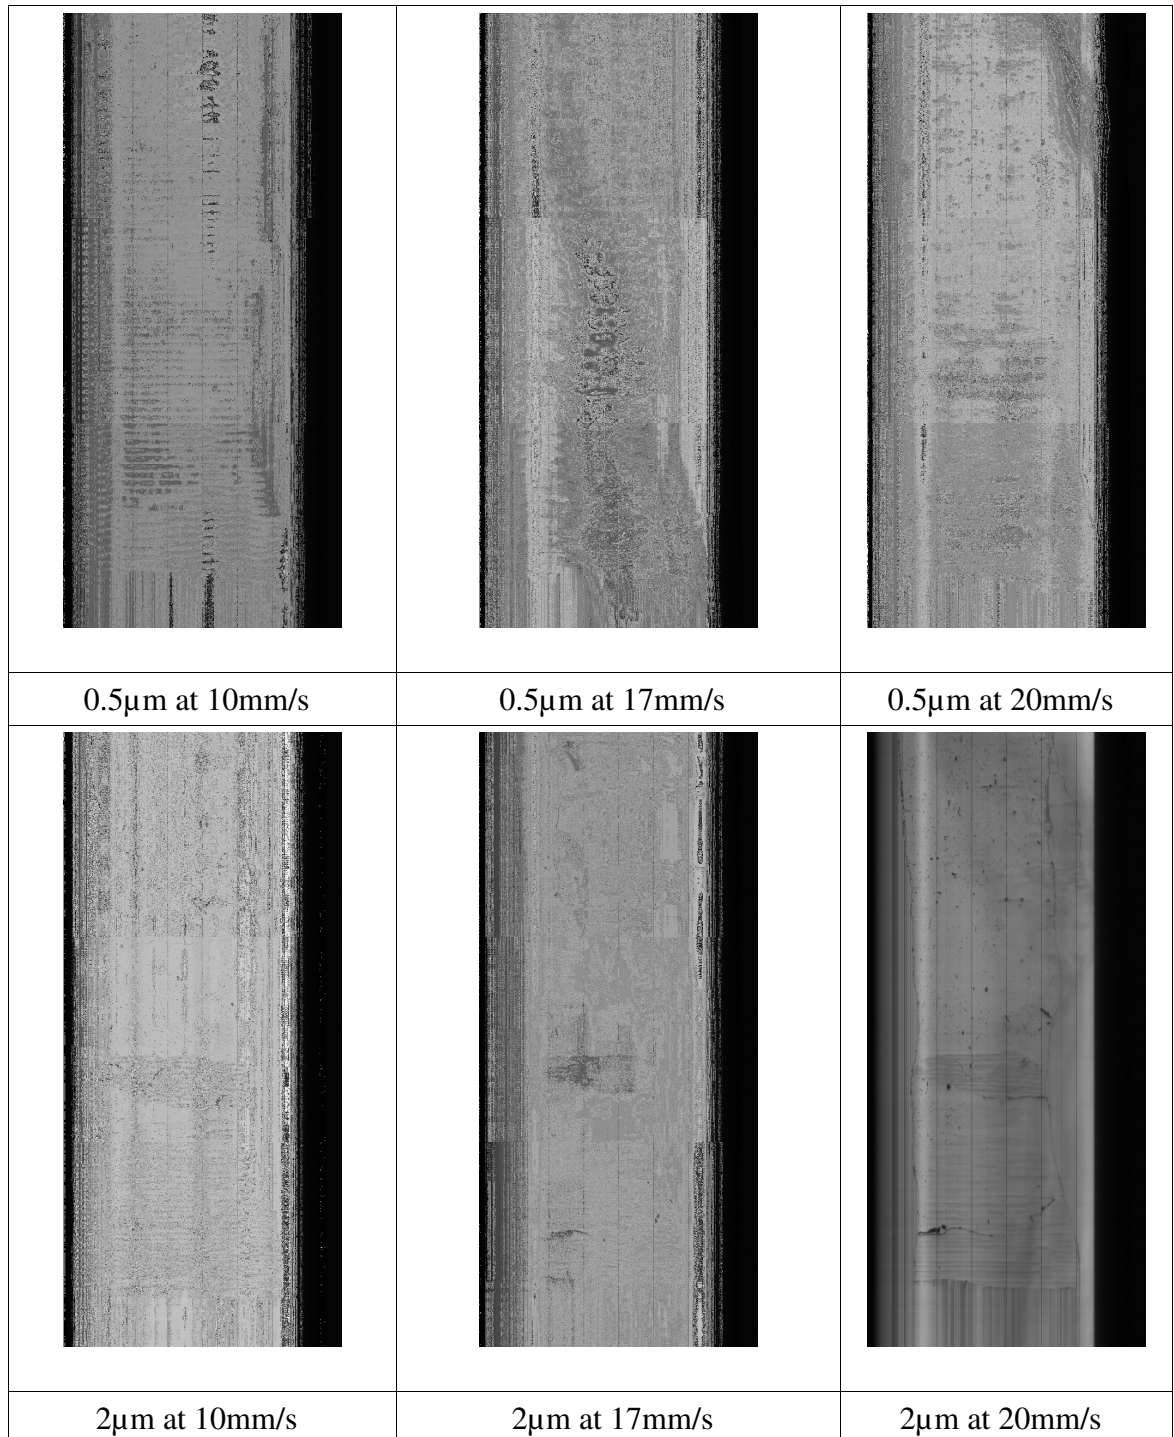 0.5µm at 10mm/s
0.5µm at 17mm/s
0.5µm at 20mm/s
2µm at 10mm/s
2µm at 17mm/s
2µm at 20mm/s